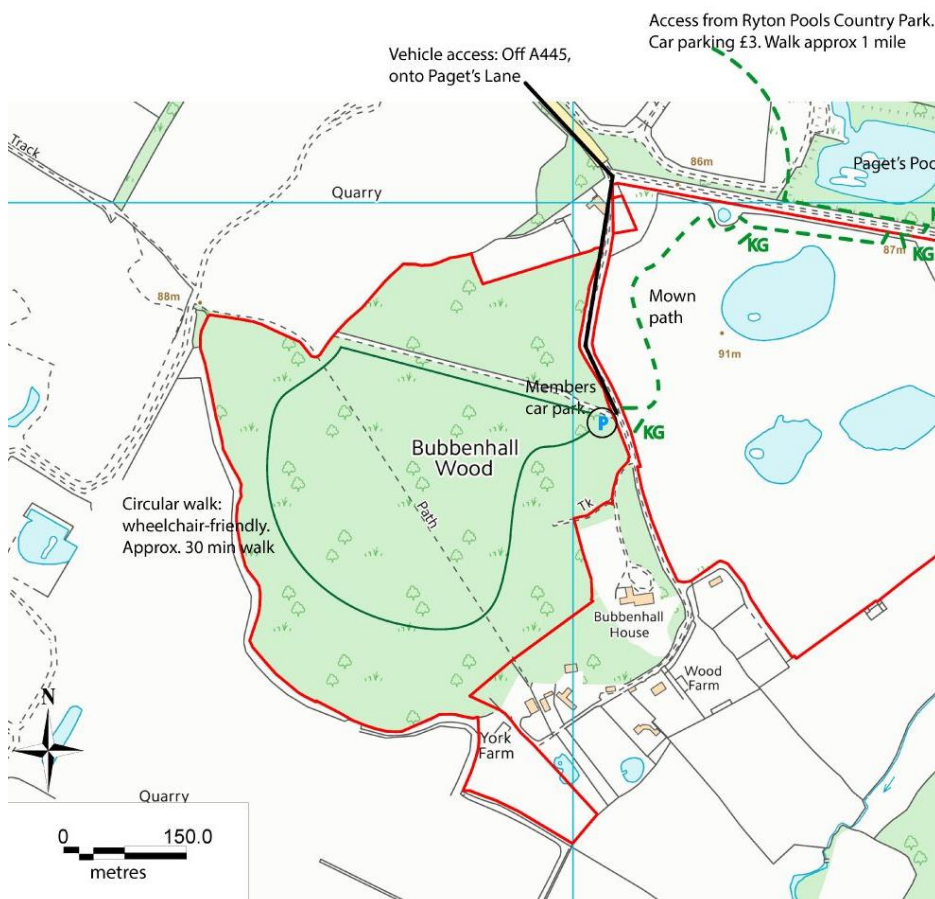 Access from Ryton Pools Country Park.
Car parking £3. Walk approx 1 mile
Vehicle access: Off A445,
onto Paget's Lane
Track
86m
Paget's Poo
Quarry
KG
KG
87m
88m
Mown
path
91m
Members
car park
P
KG
Bubbenhall
Wood
Path
Tk
Circular walk:
wheelchair-friendly.
Approx. 30 min walk
Bubbenhall
House
Wood
Farm
N
York
Farm
Quarry
0 150.0
metres